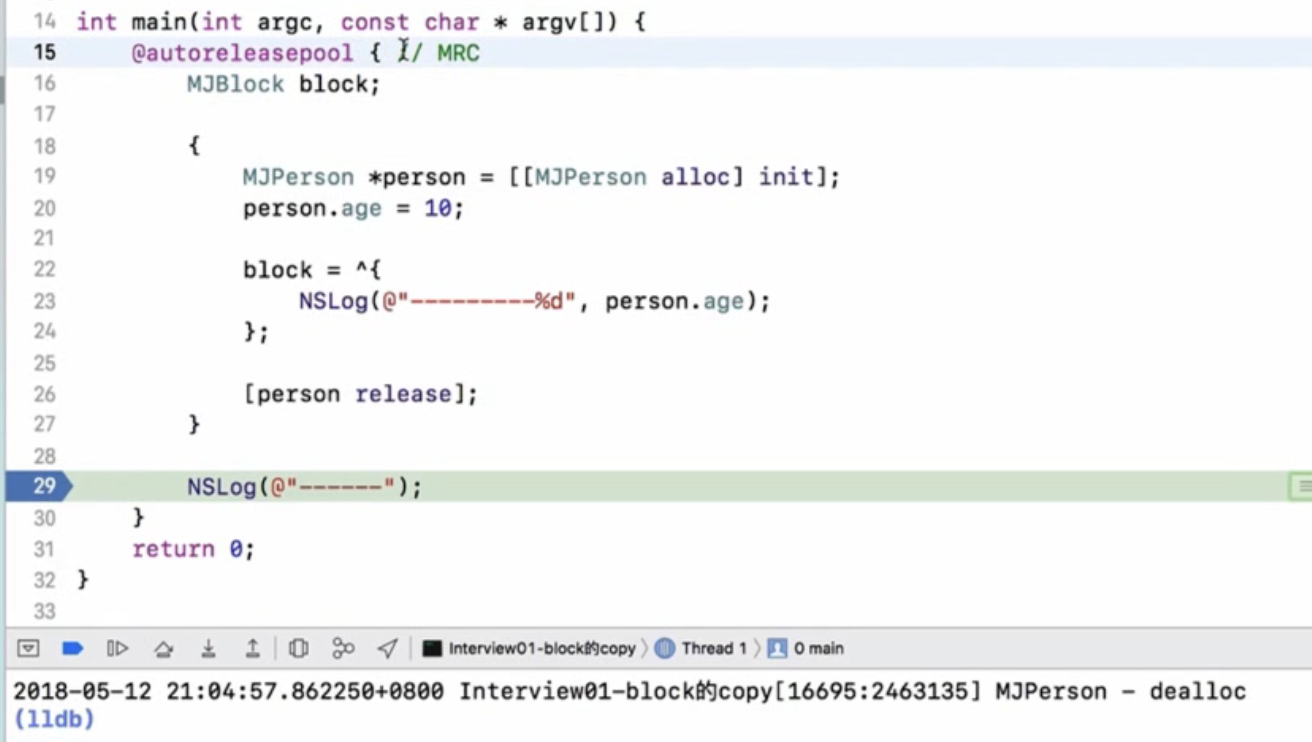 14 int main(int argc, const char * argv[]) {
15 @autoreleasepool { // MRC
16 MJBlock block;
17
18 {
19 MJPerson *person = [[MJPerson alloc] init];
20 person.age = 10;
21
22 block = ^{
23 NSLog(@"---------%d", person.age);
24 };
25
26 [person release];
27 }
28
29 NSLog(@"------");
30 }
31 return 0;
32 }
33
Interview01-block的copy 〉 Thread 1 〉 0 main
2018-05-12 21:04:57.862250+0800 Interview01-block的copy[16695:2463135] MJPerson - dealloc
(lldb)